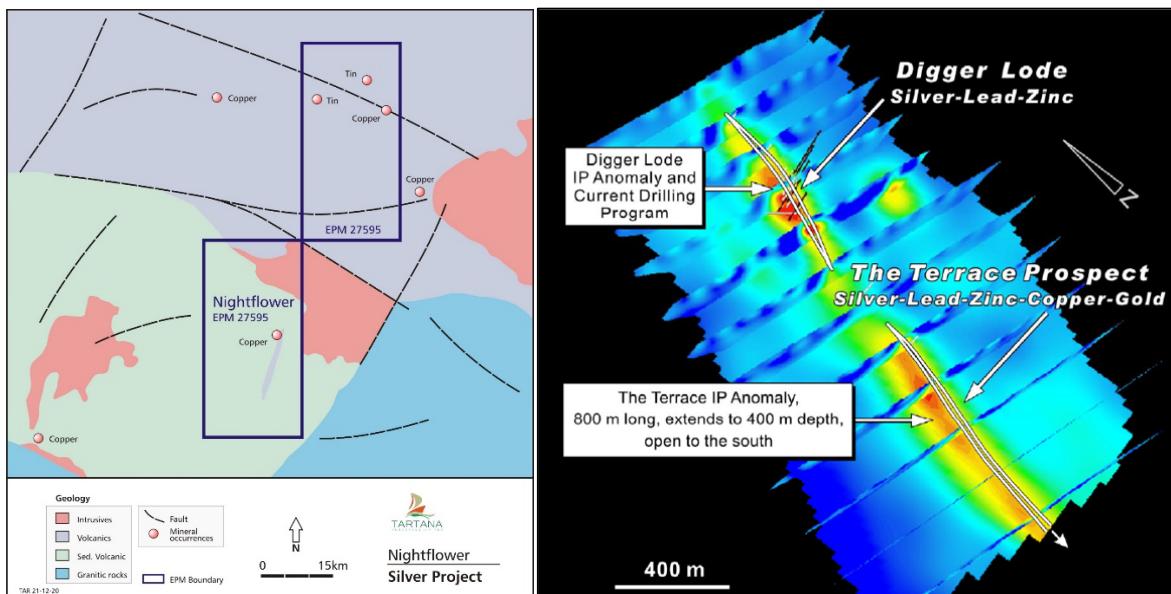 Tin
Copper
Tin
Copper
Copper
EPM 27595
Nightflower
EPM 27595
Copper
Copper
Geology
Intrusives
Volcanics
Sed. Volcanic
Granitic rocks
Fault
Mineral
occurrences
EPM Boundary
N
0
15km
TARTANA
Nightflower
Silver Project
TAR 21-12-20
Digger Lode
Silver-Lead-Zinc
Digger Lode
IP Anomaly and
Current Drilling
Program
N
The Terrace Prospect
Silver-Lead-Zinc-Copper-Gold
The Terrace IP Anomaly,
800 m long, extends to 400 m depth,
open to the south
400 m